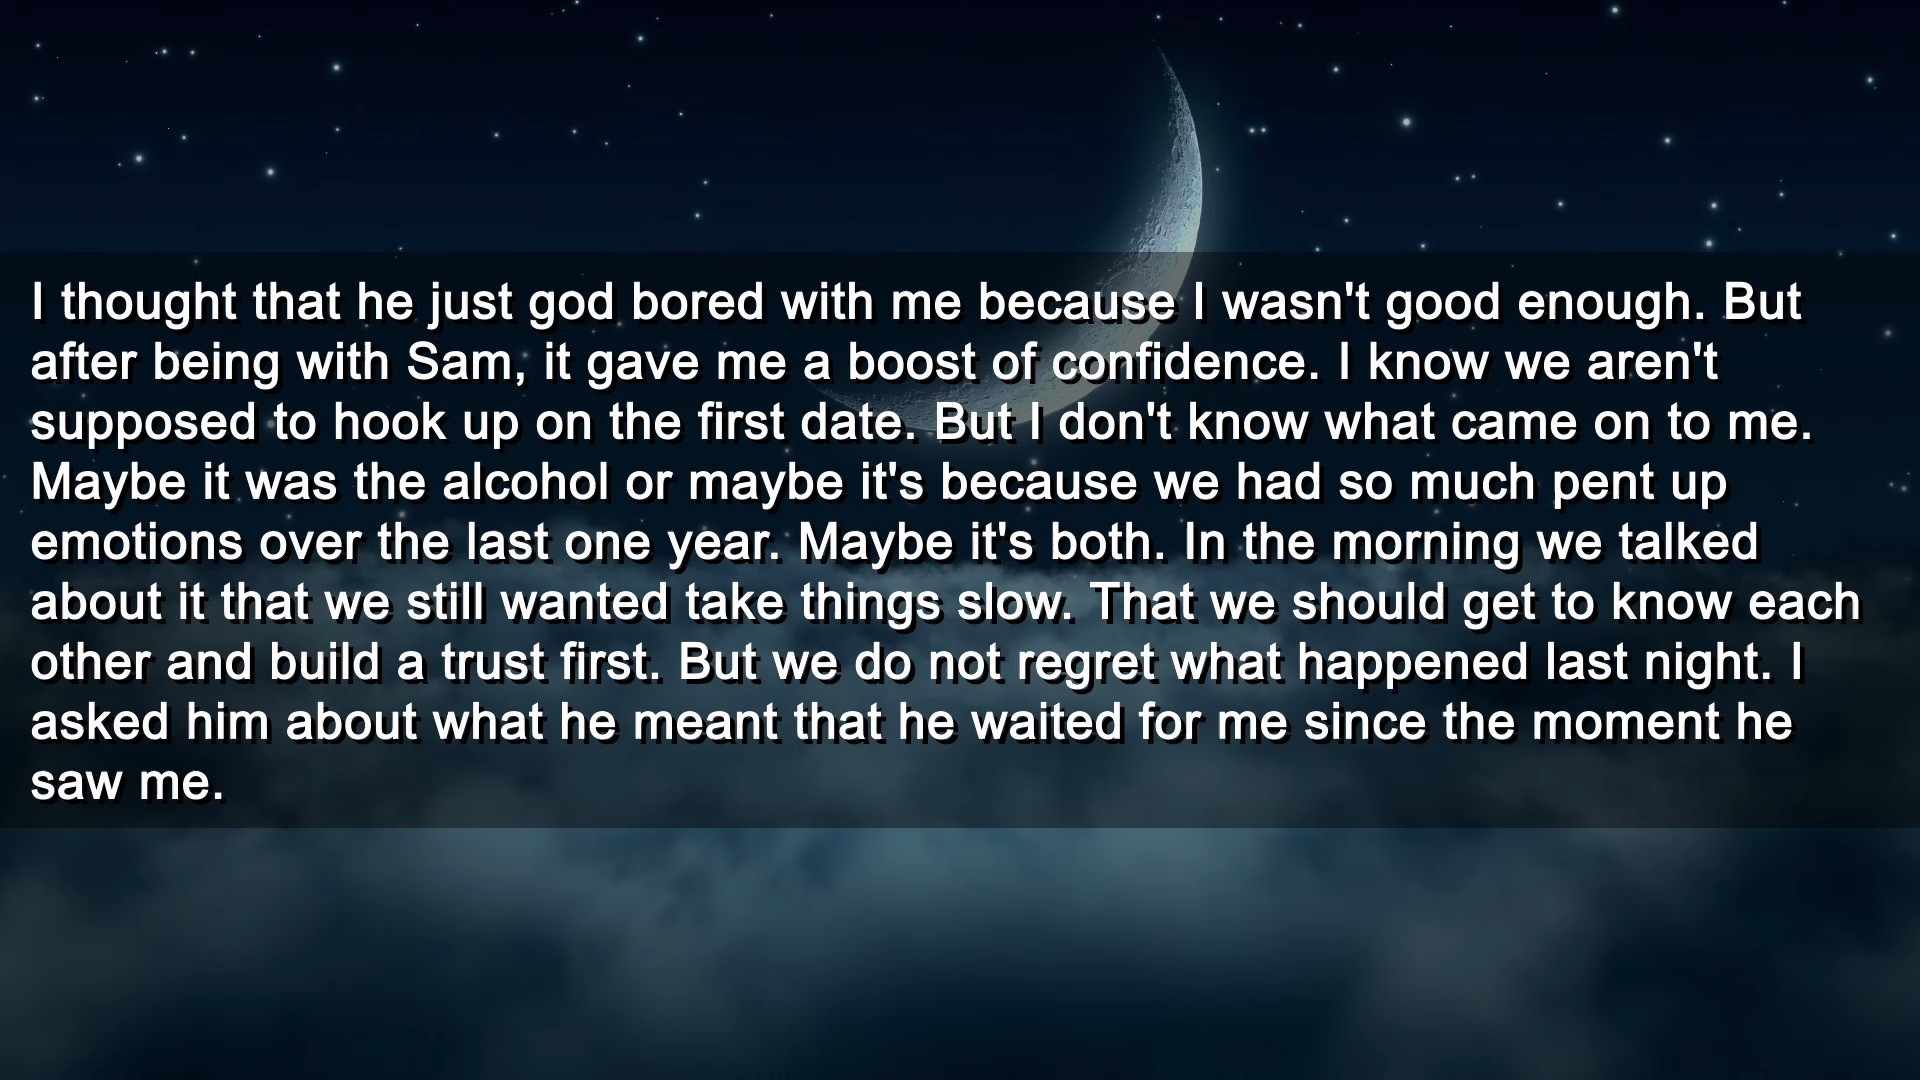 I thought that he just god bored with me because I wasn't good enough. But
after being with Sam, it gave me a boost of confidence. I know we aren't
supposed to hook up on the first date. But I don't know what came on to me.
Maybe it was the alcohol or maybe it's because we had so much pent up
emotions over the last one year. Maybe it's both. In the morning we talked
about it that we still wanted take things slow. That we should get to know each
other and build a trust first. But we do not regret what happened last night. I
asked him about what he meant that he waited for me since the moment he
saw me.